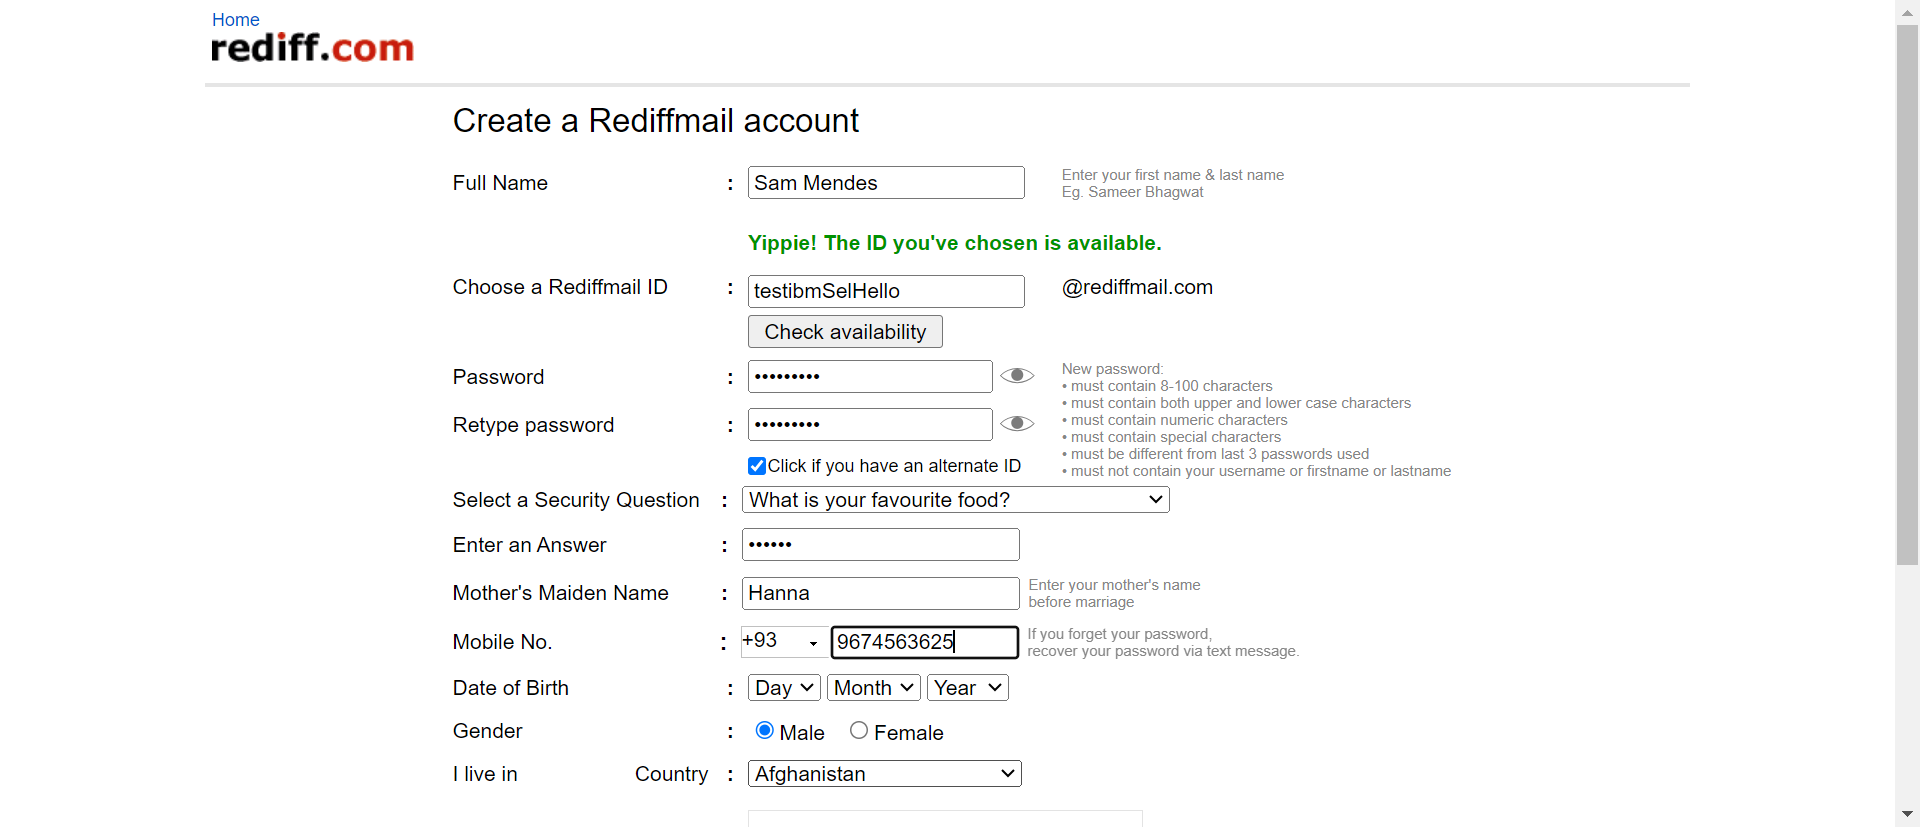 Home
rediff.com
Create a Rediffmail account
Full Name : Sam Mendes
Enter your first name & last name
Eg. Sameer Bhagwat
Yippie! The ID you've chosen is available.
Choose a Rediffmail ID : testibmSelHello @rediffmail.com
Check availability
Password : •••••••••
Retype password : •••••••••
New password:
• must contain 8-100 characters
• must contain both upper and lower case characters
• must contain numeric characters
• must contain special characters
• must be different from last 3 passwords used
• must not contain your username or firstname or lastname
Click if you have an alternate ID
Select a Security Question : What is your favourite food?
Enter an Answer : ••••••
Mother's Maiden Name : Hanna
Enter your mother's name
before marriage
Mobile No. : +93 9674563625
If you forget your password,
recover your password via text message.
Date of Birth : Day Month Year
Gender : Male Female
I live in Country : Afghanistan